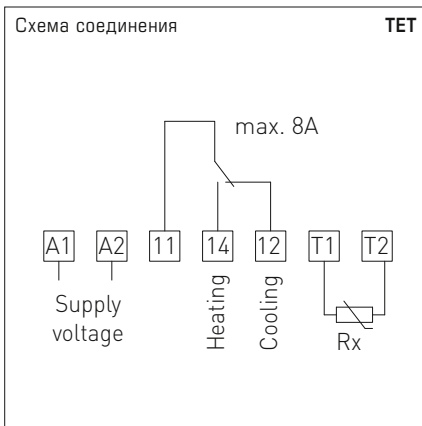 Схема соединения TET
max. 8A
A1 A2 11 14 12 T1 T2
Supply
voltage
Heating
Cooling
Rx